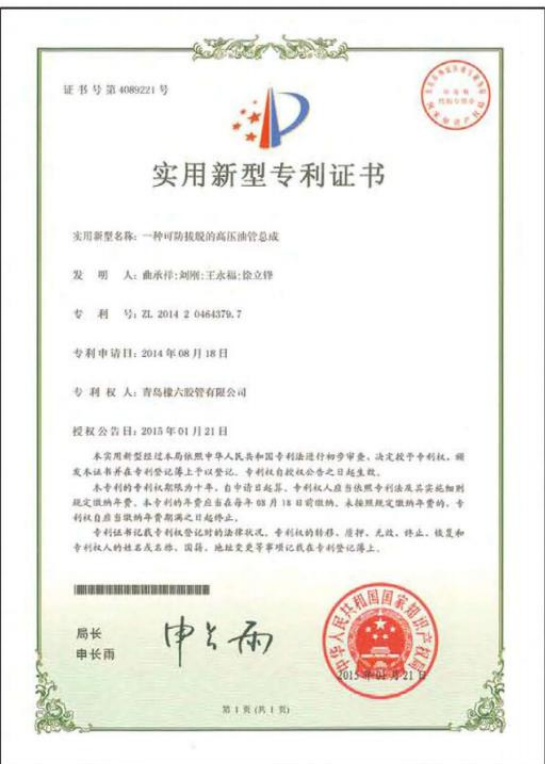 证书号第4089221号
实用新型专利证书
实用新型名称：一种可防拔脱的高压油管总成
发 明 人：曲承祥;刘刚;王永福;徐立锋
专 利 号：ZL 2014 2 0464379.7
专利申请日：2014年08月18日
专 利 权 人：青岛橡六胶管有限公司
授权公告日：2015年01月21日
本实用新型经过本局依照中华人民共和国专利法进行初步审查，决定授予专利权，颁
发本证书并在专利登记簿上予以登记。专利权自授权公告之日起生效。
本专利的专利权期限为十年，自申请日起算。专利权人应当依照专利法及其实施细则
规定缴纳年费。本专利的年费应当在每年08月18日前缴纳。未按照规定缴纳年费的，专
利权自应当缴纳年费期满之日起终止。
专利证书记载专利权登记时的法律状况。专利权的转移、质押、无效、终止、恢复和
专利权人的姓名或名称、国籍、地址变更等事项记载在专利登记簿上。
局长
申长雨
申长雨
中华人民共和国国家知识产权局
2015年01月21日
第1页(共1页)